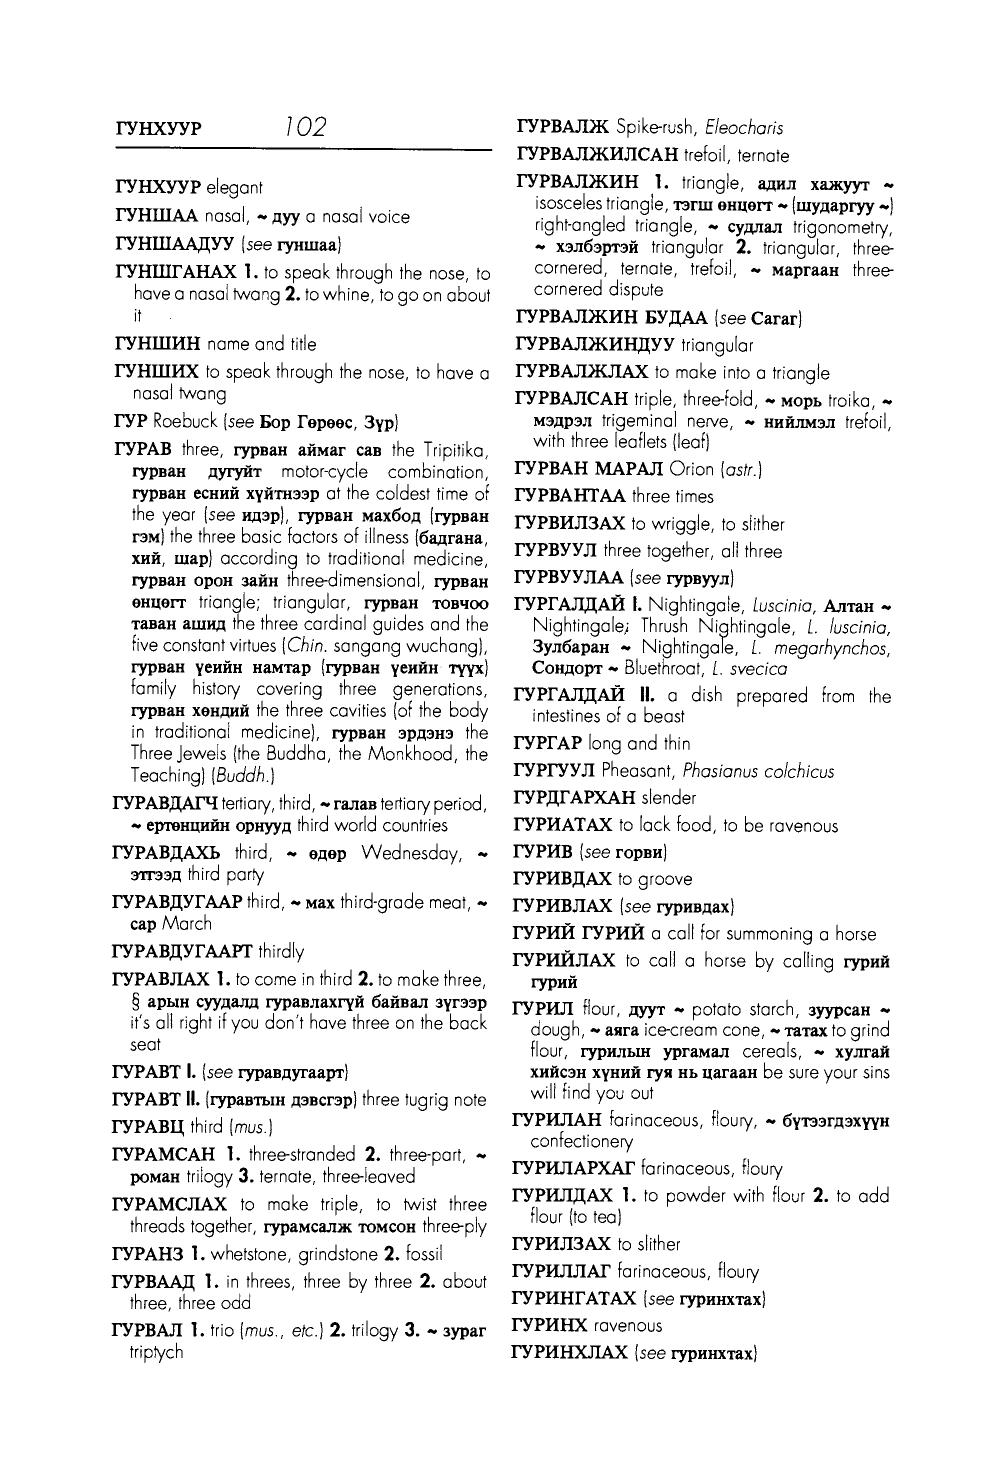 ГУНХУУР 102
ГУНХУУР elegant
ГУНШАА nasal, ~ дуу a nasal voice
ГУНШААДУУ (see гуншаа)
ГУНШГАНАХ 1. to speak through the nose, to
have a nasal twang 2. to whine, to go on about
it
ГУНШИН name and title
ГУНШИХ to speak through the nose, to have a
nasal twang
ГУР Roebuck (see Бор Гөрөөс, Зүр)
ГУРАВ three, гурван аймаг сав the Tripitika,
гурван дугуйт motor-cycle combination,
гурван есний хүйтнээр at the coldest time of
the year (see идэр), гурван махбод (гурван
гэм) the three basic factors of illness (бадгана,
хий, шар) according to traditional medicine,
гурван орон зайн three-dimensional, гурван
өнцөгт triangle; triangular, гурван товчоо
таван ашид the three cardinal guides and the
five constant virtues (Chin. sangang wuchang),
гурван үеийн намтар (гурван үеийн түүх)
family history covering three generations,
гурван хөндий the three cavities (of the body
in traditional medicine), гурван эрдэнэ the
Three Jewels (the Buddha, the Monkhood, the
Teaching) (Buddh.)
ГУРАВДАГЧ tertiary, third, ~ галав tertiary period,
~ ертөнцийн орнууд third world countries
ГУРАВДАХЬ third, ~ өдөр Wednesday, ~
этгээд third party
ГУРАВДУГААР third, ~ мах third-grade meat, ~
сар March
ГУРАВДУГААРТ thirdly
ГУРАВЛАХ 1. to come in third 2. to make three,
§ арын суудалд гуравлахгүй байвал зүгээр
it's all right if you don't have three on the back
seat
ГУРАВТ I. (see гуравдугаарт)
ГУРАВТ II. (гуравтын дэвсгэр) three tugrig note
ГУРАВЦ third (mus.)
ГУРАМСАН 1. three-stranded 2. three-part, ~
роман trilogy 3. ternate, three-leaved
ГУРАМСЛАХ to make triple, to twist three
threads together, гурамсалж томсон three-ply
ГУРАНЗ 1. whetstone, grindstone 2. fossil
ГУРВААД 1. in threes, three by three 2. about
three, three odd
ГУРВАЛ 1. trio (mus., etc.) 2. trilogy 3. ~ зураг
triptych
ГУРВАЛЖ Spike-rush, Eleocharis
ГУРВАЛЖИЛСАН trefoil, ternate
ГУРВАЛЖИН 1. triangle, адил хажуут ~
isosceles triangle, тэгш өнцөгт ~ (шударгуу ~)
right-angled triangle, ~ судлал trigonometry,
~ хэлбэртэй triangular 2. triangular, three-
cornered, ternate, trefoil, ~ маргаан three-
cornered dispute
ГУРВАЛЖИН БУДАА (see Сагаг)
ГУРВАЛЖИНДУУ triangular
ГУРВАЛЖЛАХ to make into a triangle
ГУРВАЛСАН triple, three-fold, ~ морь troika, ~
мэдрэл trigeminal nerve, ~ нийлмэл trefoil,
with three leaflets (leaf)
ГУРВАН МАРАЛ Orion (astr.)
ГУРВАНТАА three times
ГУРВИЛЗАХ to wriggle, to slither
ГУРВУУЛ three together, all three
ГУРВУУЛАА (see гурвуул)
ГУРГАЛДАЙ I. Nightingale, Luscinia, Алтан ~
Nightingale; Thrush Nightingale, L. luscinia,
Зулбаран ~ Nightingale, L. megarhynchos,
Сондорт ~ Bluethroat, L. svecica
ГУРГАЛДАЙ II. a dish prepared from the
intestines of a beast
ГУРГАР long and thin
ГУРГУУЛ Pheasant, Phasianus colchicus
ГУРДГАРХАН slender
ГУРИАТАХ to lack food, to be ravenous
ГУРИВ (see горви)
ГУРИВДАХ to groove
ГУРИВЛАХ (see гуривдах)
ГУРИЙ ГУРИЙ a call for summoning a horse
ГУРИЙЛАХ to call a horse by calling гурий
гурий
ГУРИЛ flour, дуут ~ potato starch, зуурсан ~
dough, ~ аяга ice-cream cone, ~ татах to grind
flour, гурилын ургамал cereals, ~ хулгай
хийсэн хүний гуя нь цагаан be sure your sins
will find you out
ГУРИЛАН farinaceous, floury, ~ бүтээгдэхүүн
confectionery
ГУРИЛАРХАГ farinaceous, floury
ГУРИЛДАХ 1. to powder with flour 2. to add
flour (to tea)
ГУРИЛЗАХ to slither
ГУРИЛЛАГ farinaceous, floury
ГУРИНГАТАХ (see гуринхтах)
ГУРИНХ ravenous
ГУРИНХЛАХ (see гуринхтах)